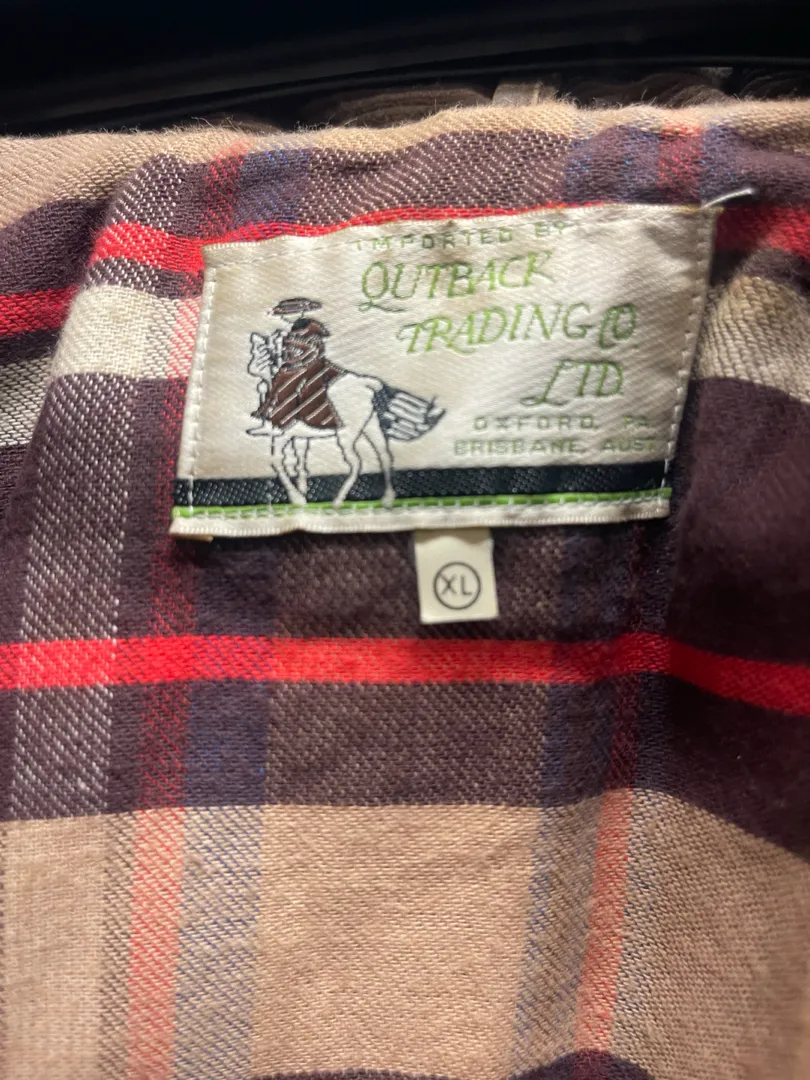 IMPORTED BY
OUTBACK
TRADING CO
LTD
OXFORD, PA.
BRISBANE, AUST
XL